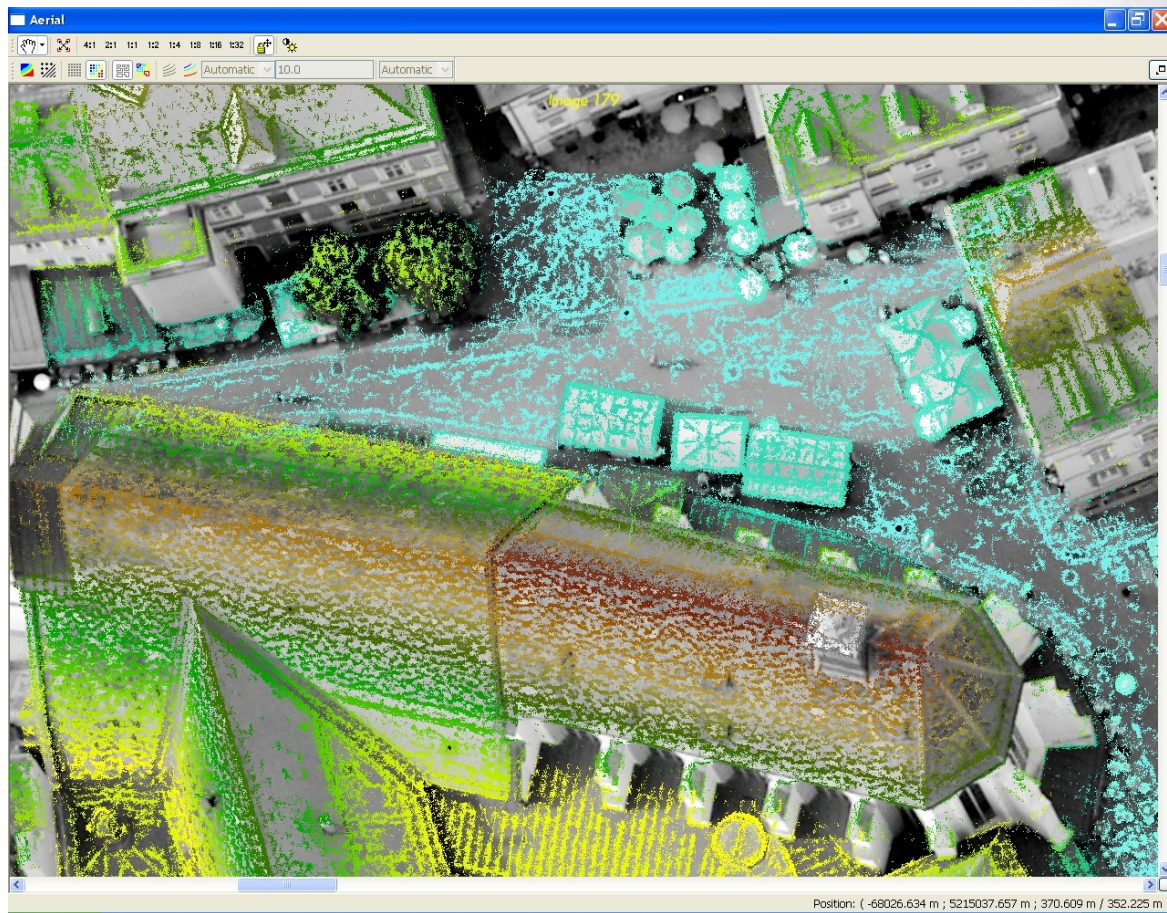 Aerial
4:1 2:1 1:1 1:2 1:4 1:8 1:16 1:32
Automatic 10.0 Automatic
Image 179
Position: ( -68026.634 m ; 5215037.657 m ; 370.609 m / 352.225 m